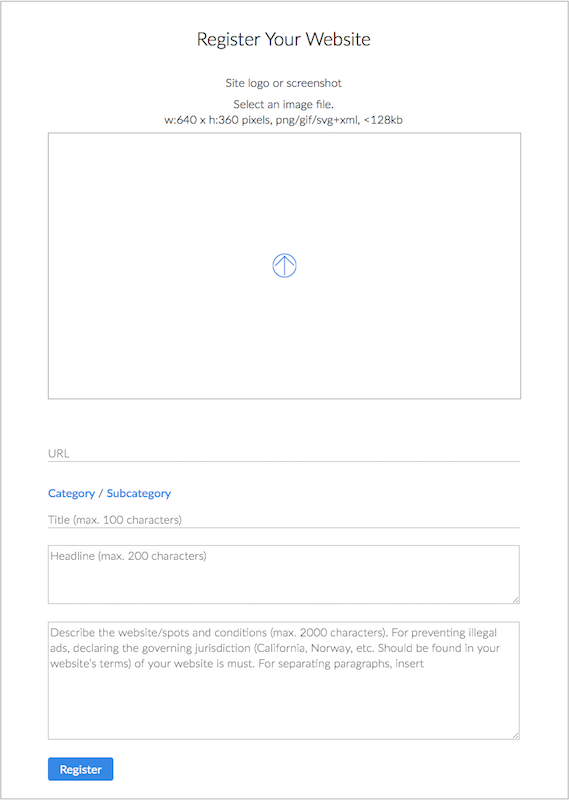 Register Your Website
Site logo or screenshot
Select an image file.
w:640 x h:360 pixels, png/gif/svg+xml, <128kb
URL
Category / Subcategory
Title (max. 100 characters)
Headline (max. 200 characters)
Describe the website/spots and conditions (max. 2000 characters). For preventing illegal
ads, declaring the governing jurisdiction (California, Norway, etc. Should be found in your
website's terms) of your website is must. For separating paragraphs, insert
Register